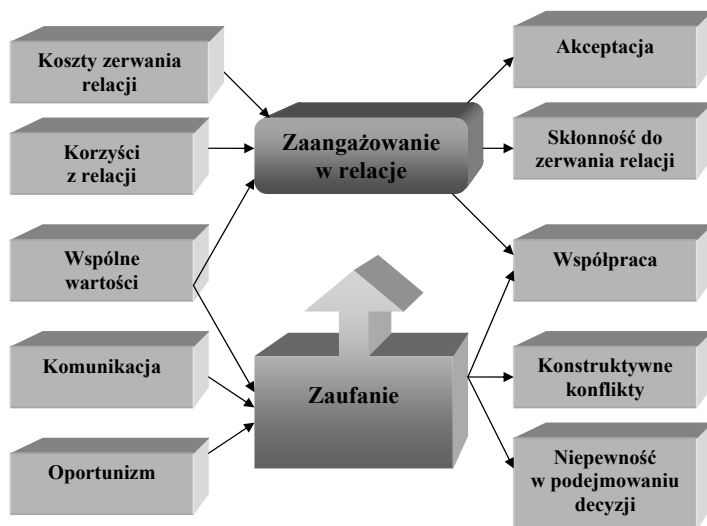 Koszty zerwania
relacji
Korzyści
z relacji
Wspólne
wartości
Komunikacja
Oportunizm
Zaangażowanie
w relacje
Zaufanie
Akceptacja
Skłonność do
zerwania relacji
Współpraca
Konstruktywne
konflikty
Niepewność
w podejmowaniu
decyzji